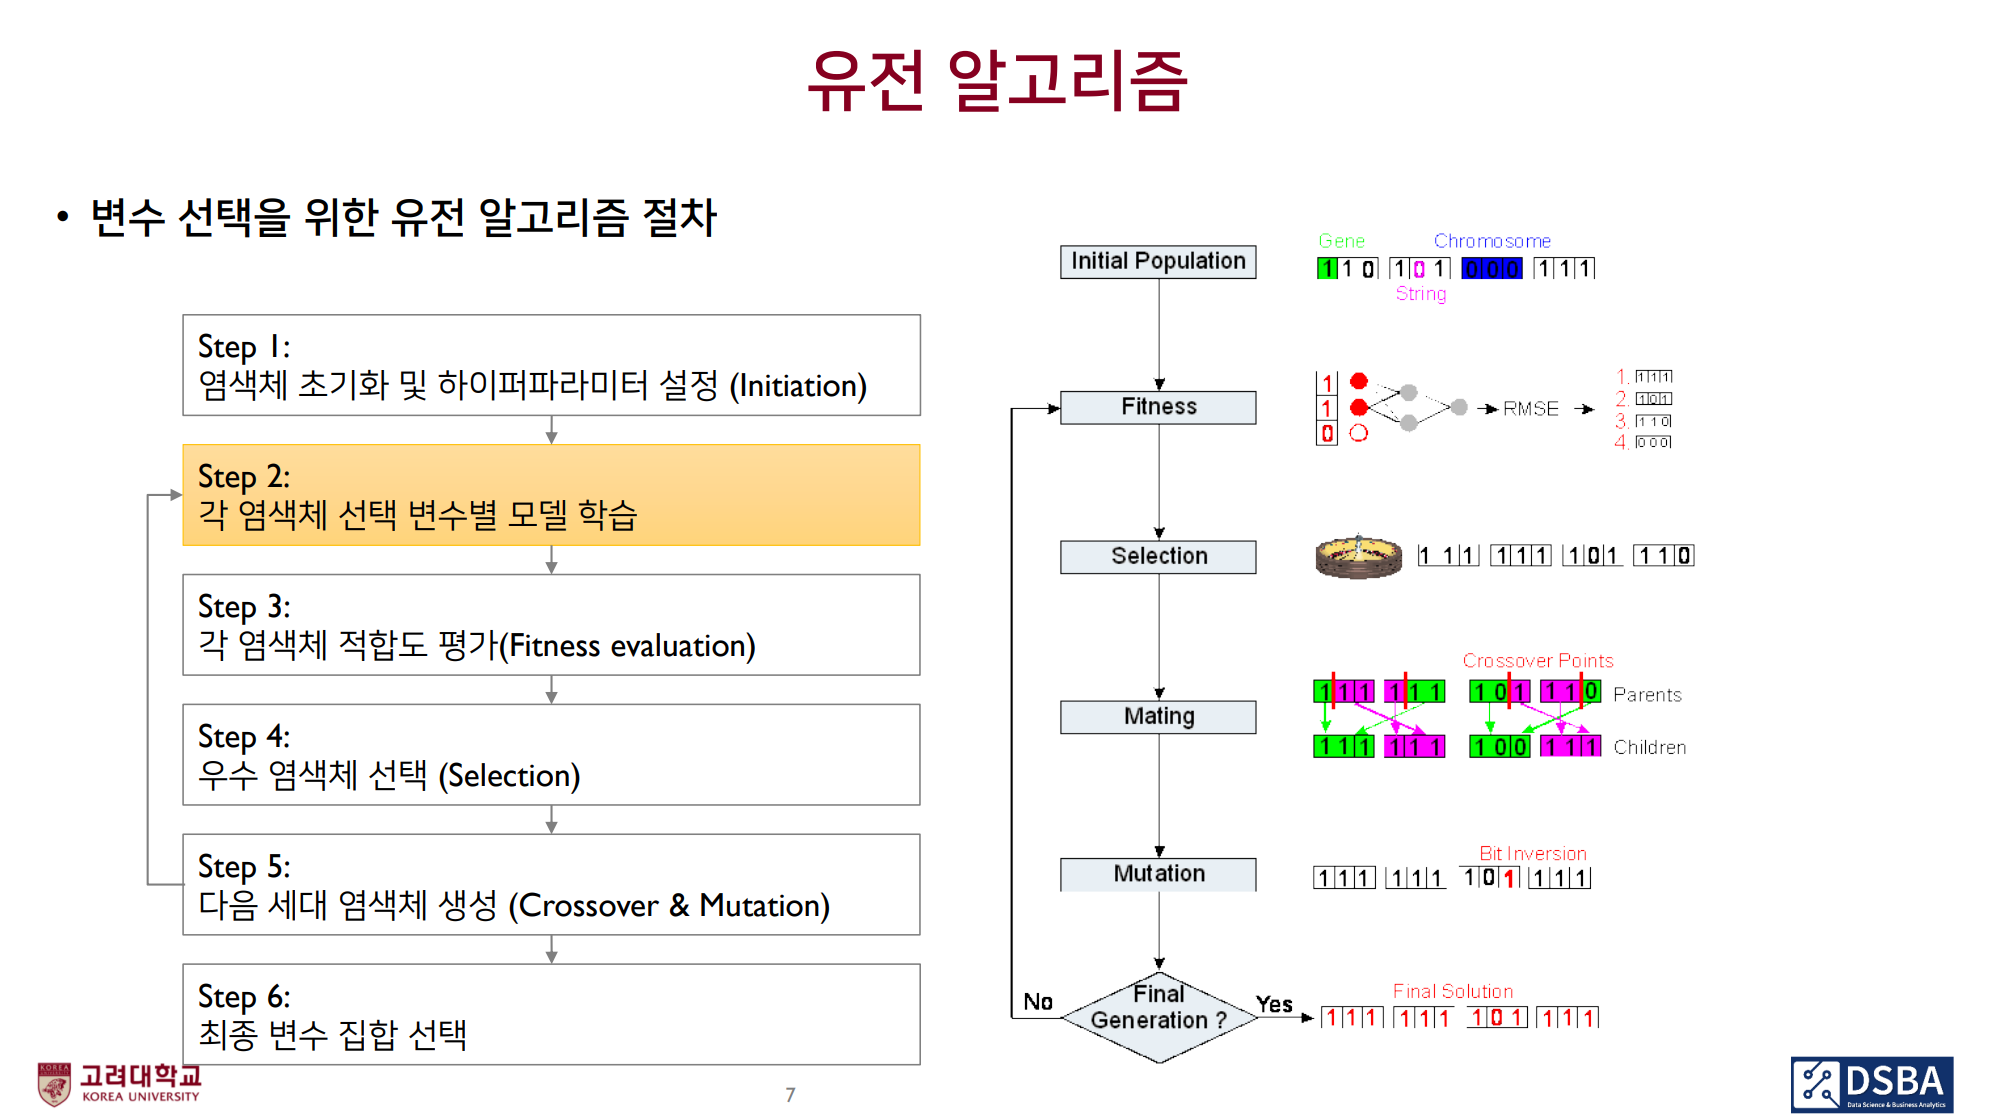 유전 알고리즘
• 변수 선택을 위한 유전 알고리즘 절차
Step 1:
염색체 초기화 및 하이퍼파라미터 설정 (Initiation)
Step 2:
각 염색체 선택 변수별 모델 학습
Step 3:
각 염색체 적합도 평가(Fitness evaluation)
Step 4:
우수 염색체 선택 (Selection)
Step 5:
다음 세대 염색체 생성 (Crossover & Mutation)
Step 6:
최종 변수 집합 선택
Initial Population
Gene Chromosome
1 1 0 1 0 1 0 0 0 1 1 1
String
Fitness
1
1
0
RMSE
1. 1 1 1
2. 1 0 1
3. 1 1 0
4. 0 0 0
Selection
1 1 1 1 1 1 1 0 1 1 1 0
Mating
Crossover Points
1 1 1 1 1 1 1 0 1 1 1 0 Parents
1 1 1 1 1 1 1 0 0 1 1 1 Children
Mutation
Bit Inversion
1 1 1 1 1 1 1 0 1 1 1 1
Final
Generation ?
No
Yes
Final Solution
1 1 1 1 1 1 1 0 1 1 1 1
KOREA
고려대학교
KOREA UNIVERSITY
7
DSBA
Data Science & Business Analytics